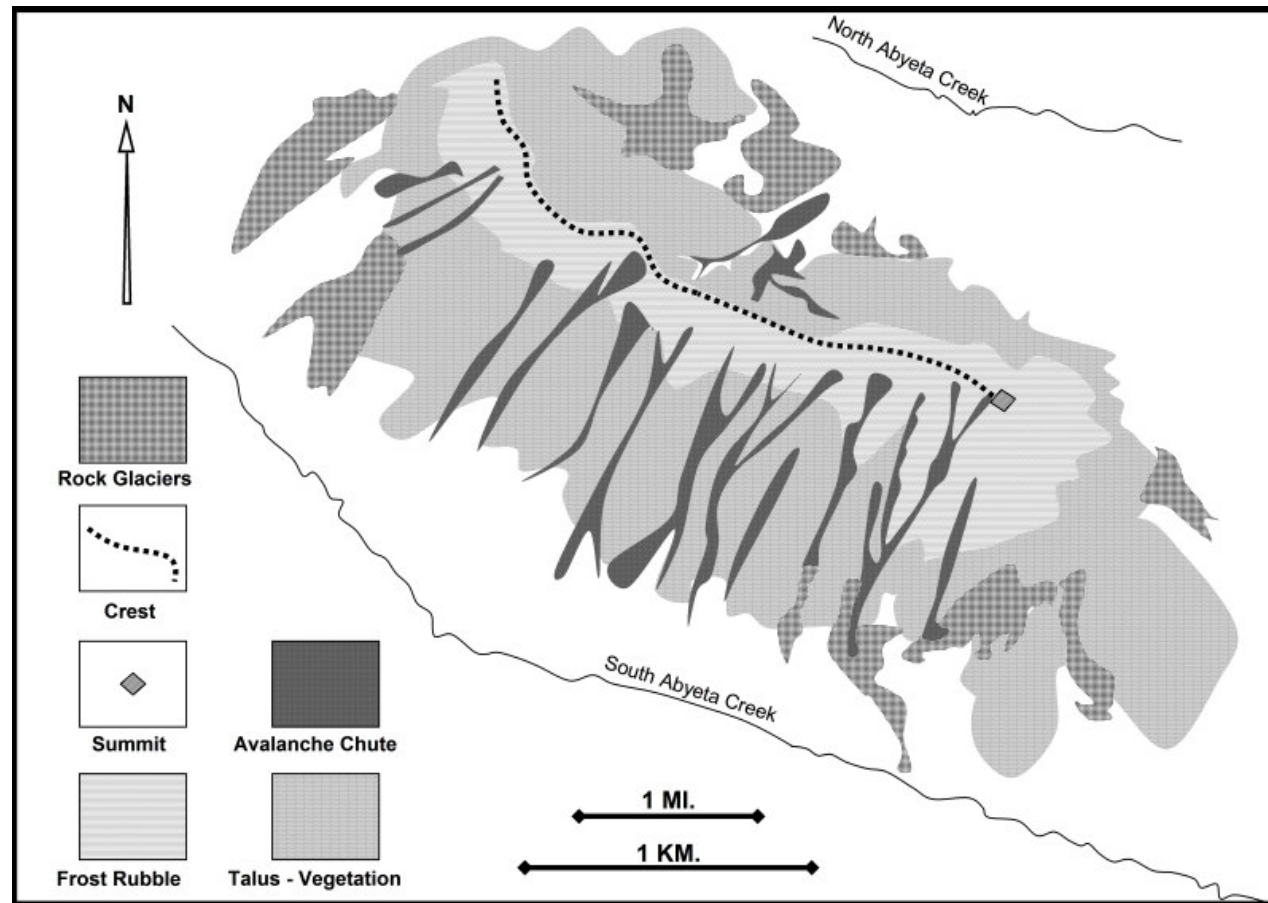 North Abyeta Creek
N
Rock Glaciers
Crest
South Abyeta Creek
Summit
Avalanche Chute
1 MI.
1 KM.
Frost Rubble
Talus - Vegetation